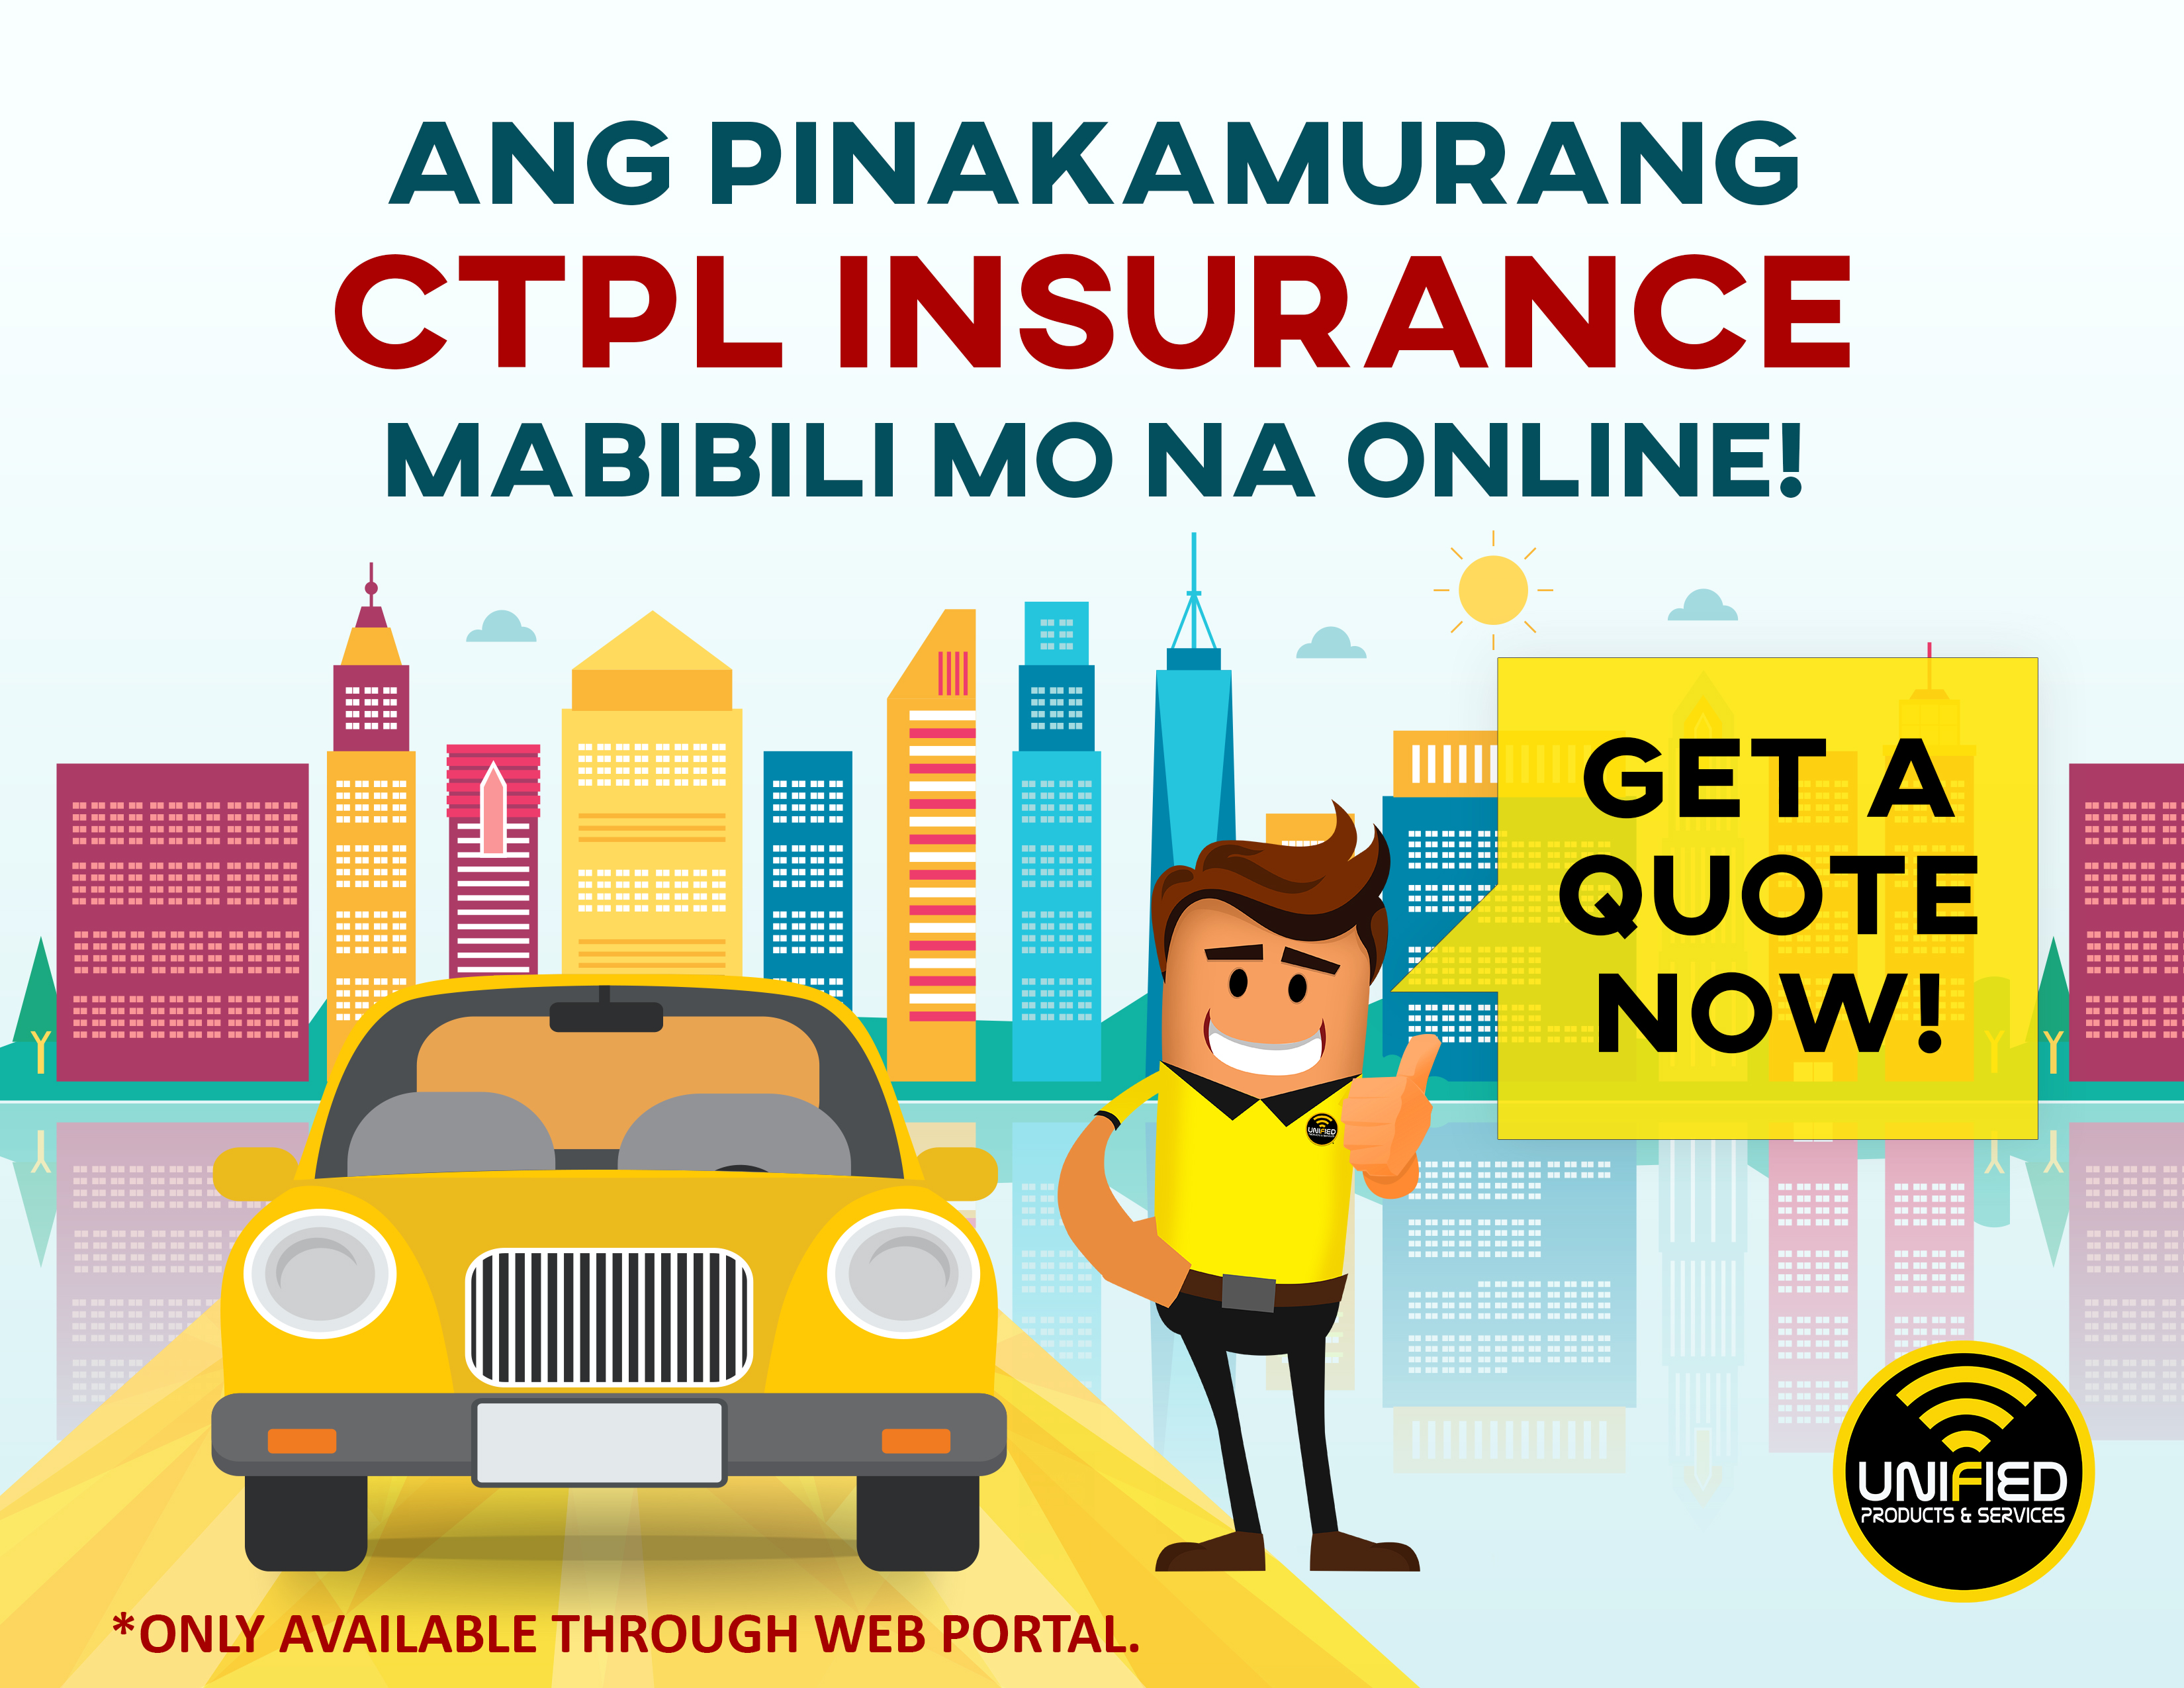 ANG PINAKAMURANG
CTPL INSURANCE
MABIBILI MO NA ONLINE!
GET A
QUOTE
NOW!
UNIFIED
UNIFIED
PRODUCTS & SERVICES
*ONLY AVAILABLE THROUGH WEB PORTAL.